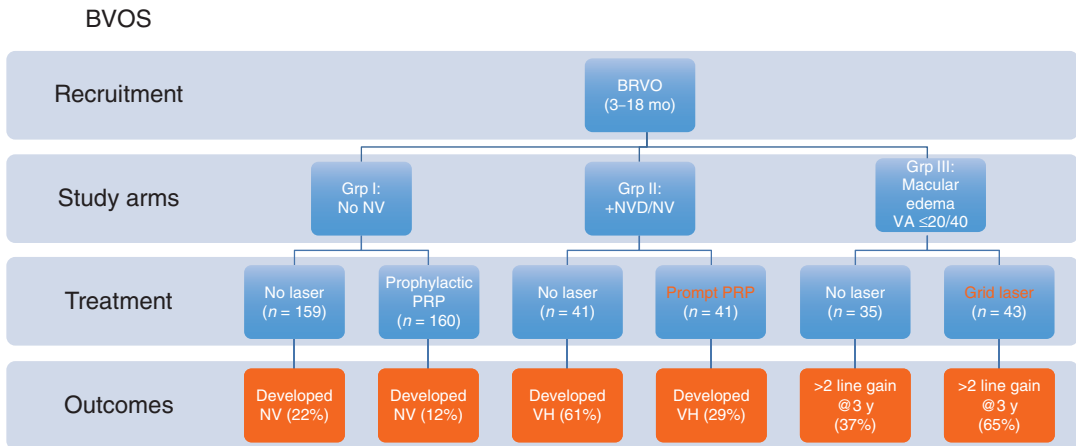 BVOS
Recruitment
BRVO
(3–18 mo)
Study arms
Grp I:
No NV
Grp II:
+NVD/NV
Grp III:
Macular
edema
VA ≤20/40
Treatment
No laser
(n = 159)
Prophylactic
PRP
(n = 160)
No laser
(n = 41)
Prompt PRP
(n = 41)
No laser
(n = 35)
Grid laser
(n = 43)
Outcomes
Developed
NV (22%)
Developed
NV (12%)
Developed
VH (61%)
Developed
VH (29%)
>2 line gain
@3 y
(37%)
>2 line gain
@3 y
(65%)